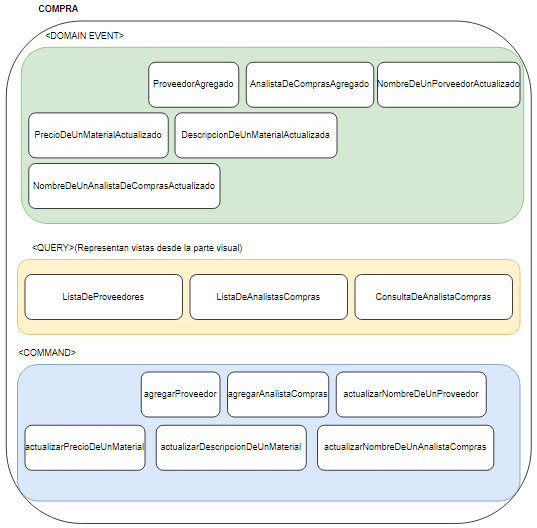 COMPRA
<DOMAIN EVENT>
ProveedorAgregado
AnalistaDeComprasAgregado
NombreDeUnPorveedorActualizado
PrecioDeUnMaterialActualizado
DescripcionDeUnMaterialActualizada
NombreDeUnAnalistaDeComprasActualizado
<QUERY>(Representan vistas desde la parte visual)
ListaDeProveedores
ListaDeAnalistasCompras
ConsultaDeAnalistaCompras
<COMMAND>
agregarProveedor
agregarAnalistaCompras
actualizarNombreDeUnProveedor
actualizarPrecioDeUnMaterial
actualizarDescripcionDeUnMaterial
actualizarNombreDeUnAnalistaCompras